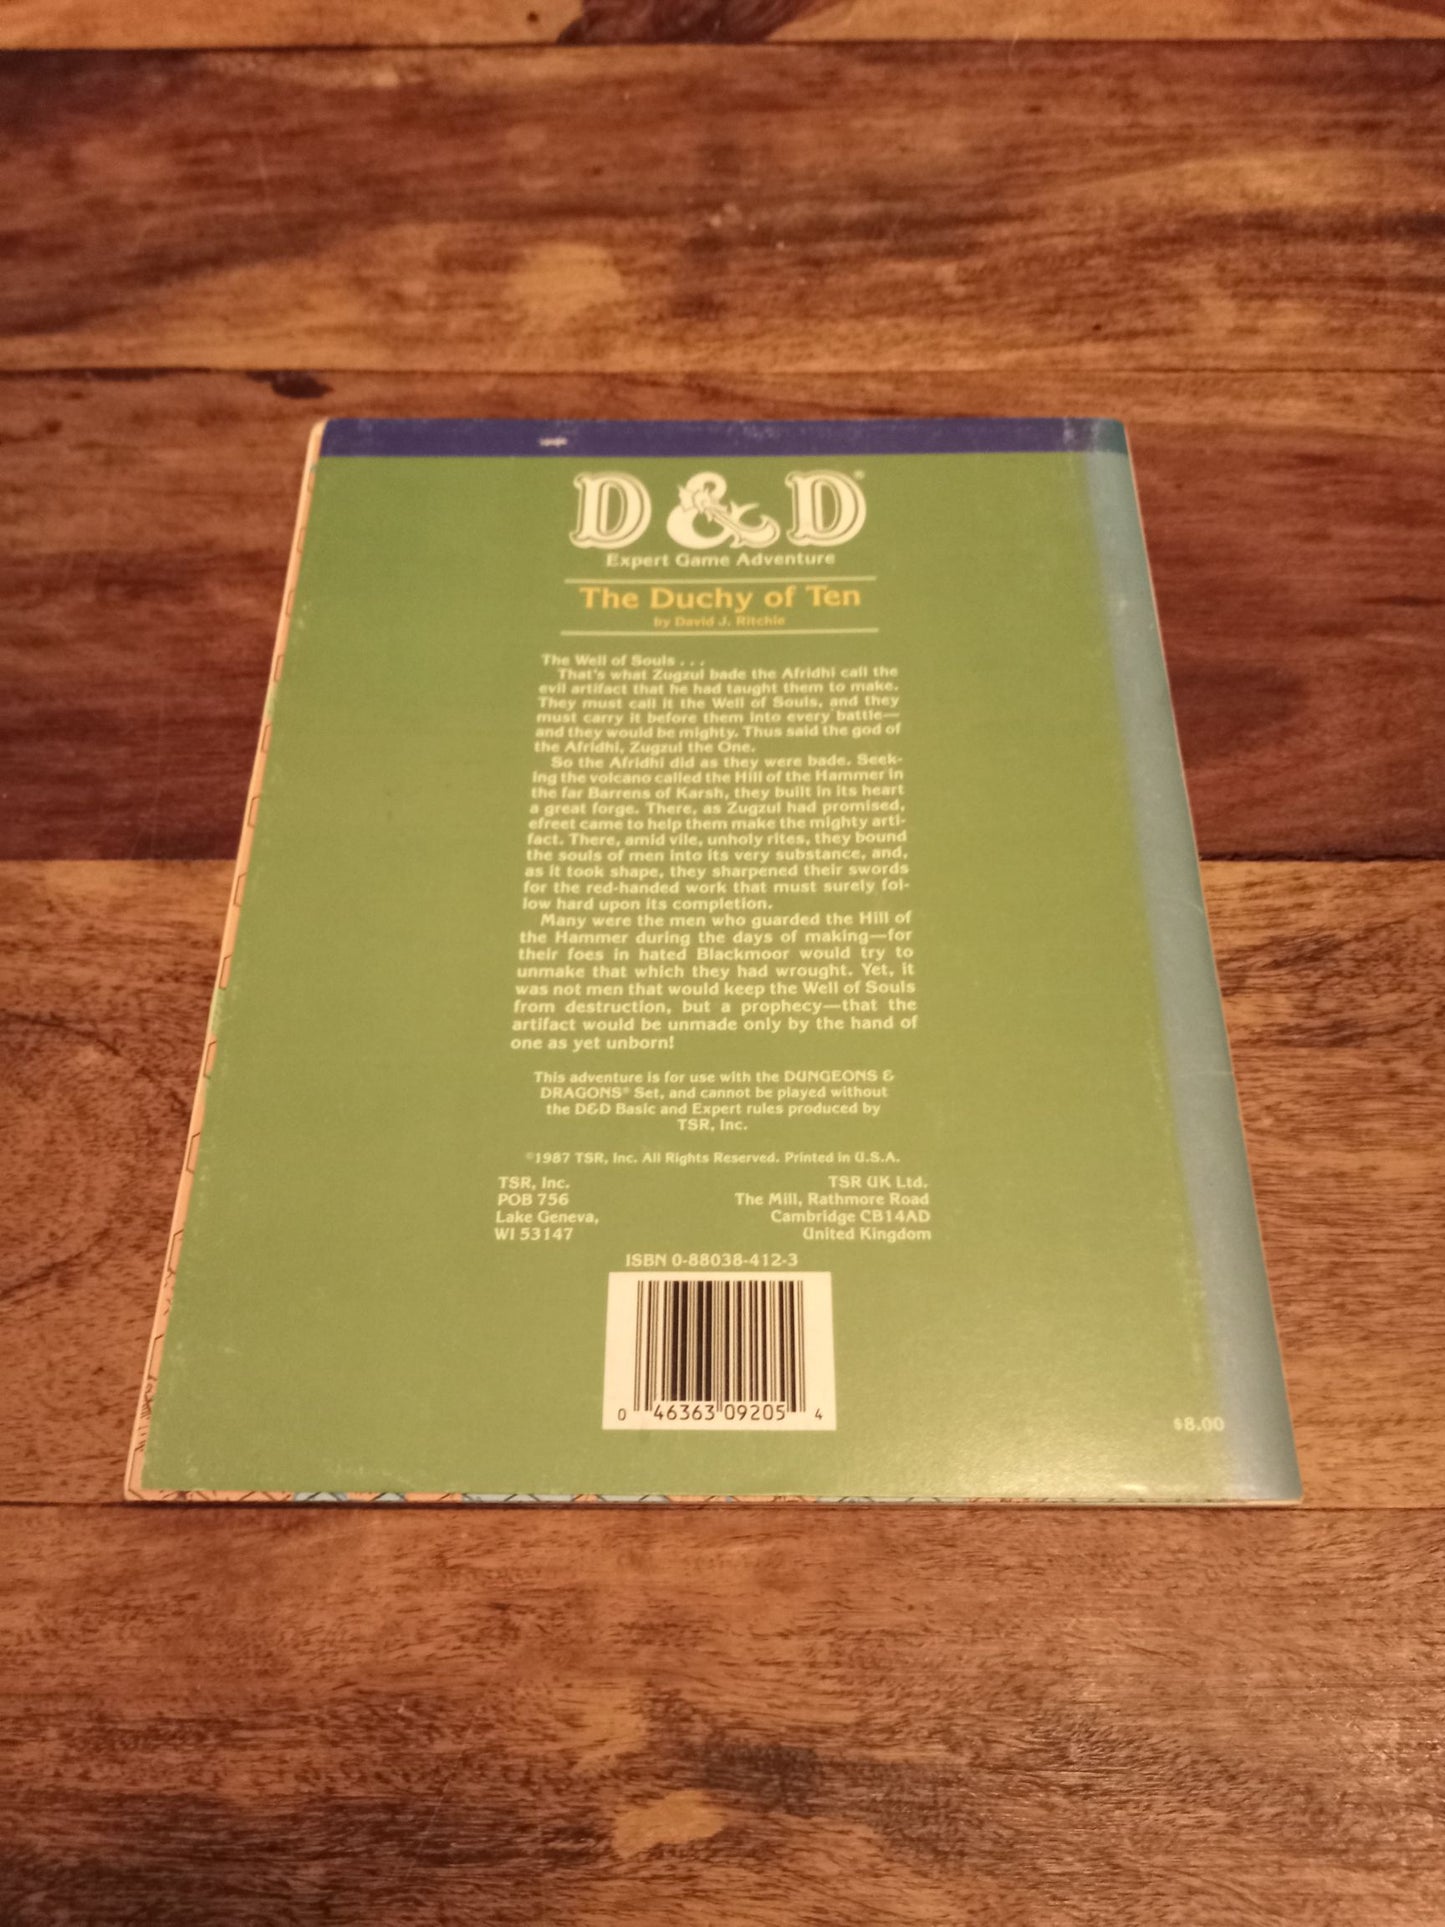 D&D®
Expert Game Adventure
The Duchy of Ten
by David J. Ritchie
The Well of Souls . . .
That's what Zugzul bade the Afridhi call the
evil artifact that he had taught them to make.
They must call it the Well of Souls, and they
must carry it before them into every battle—
and they would be mighty. Thus said the god of
the Afridhi, Zugzul the One.
So the Afridhi did as they were bade. Seek-
ing the volcano called the Hill of the Hammer in
the far Barrens of Karsh, they built in its heart
a great forge. There, as Zugzul had promised,
efreet came to help them make the mighty arti-
fact. There, amid vile, unholy rites, they bound
the souls of men into its very substance, and,
as it took shape, they sharpened their swords
for the red-handed work that must surely fol-
low hard upon its completion.
Many were the men who guarded the Hill of
the Hammer during the days of making—for
their foes in hated Blackmoor would try to
unmake that which they had wrought. Yet, it
was not men that would keep the Well of Souls
from destruction, but a prophecy—that the
artifact would be unmade only by the hand of
one as yet unborn!
This adventure is for use with the DUNGEONS &
DRAGONS® Set, and cannot be played without
the D&D Basic and Expert rules produced by
TSR, Inc.
©1987 TSR, Inc. All Rights Reserved. Printed in U.S.A.
TSR, Inc.
POB 756
Lake Geneva,
WI 53147
TSR UK Ltd.
The Mill, Rathmore Road
Cambridge CB14AD
United Kingdom
ISBN 0-88038-412-3
0 46363 09205 4
$8.00